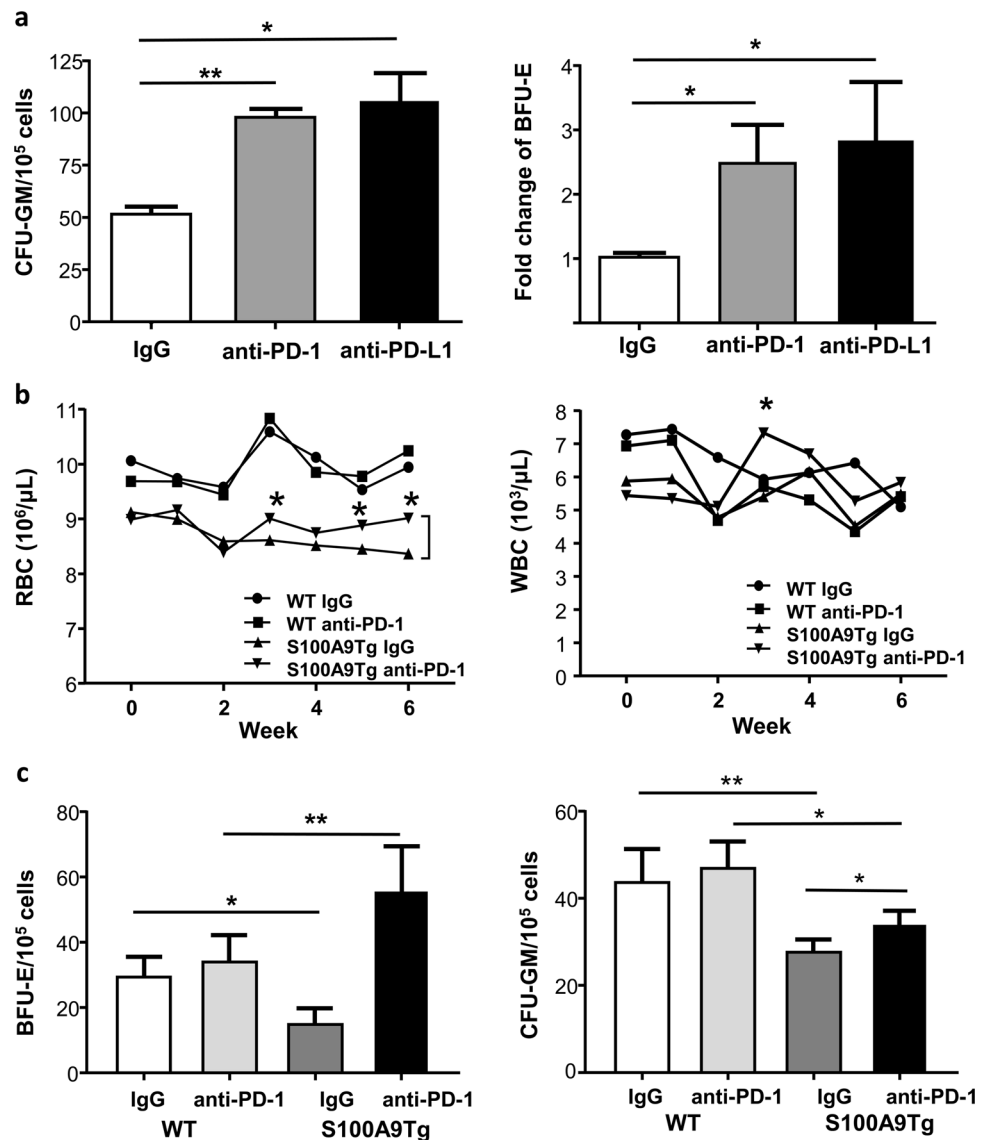 a
CFU-GM/10⁵ cells
125
100
75
50
25
0
*
**
IgG anti-PD-1 anti-PD-L1
Fold change of BFU-E
4
3
2
1
*
*
IgG anti-PD-1 anti-PD-L1
b
RBC (10⁶/µL)
11
10
9
8
7
6
* * *
WT IgG
WT anti-PD-1
S100A9Tg IgG
S100A9Tg anti-PD-1
0 2 4 6
Week
WBC (10³/µL)
8
7
6
5
4
3
2
1
0
*
WT IgG
WT anti-PD-1
S100A9Tg IgG
S100A9Tg anti-PD-1
0 2 4 6
Week
c
BFU-E/10⁵ cells
80
60
40
20
0
**
*
IgG anti-PD-1 IgG anti-PD-1
WT S100A9Tg
CFU-GM/10⁵ cells
60
40
20
0
**
*
*
IgG anti-PD-1 IgG anti-PD-1
WT S100A9Tg